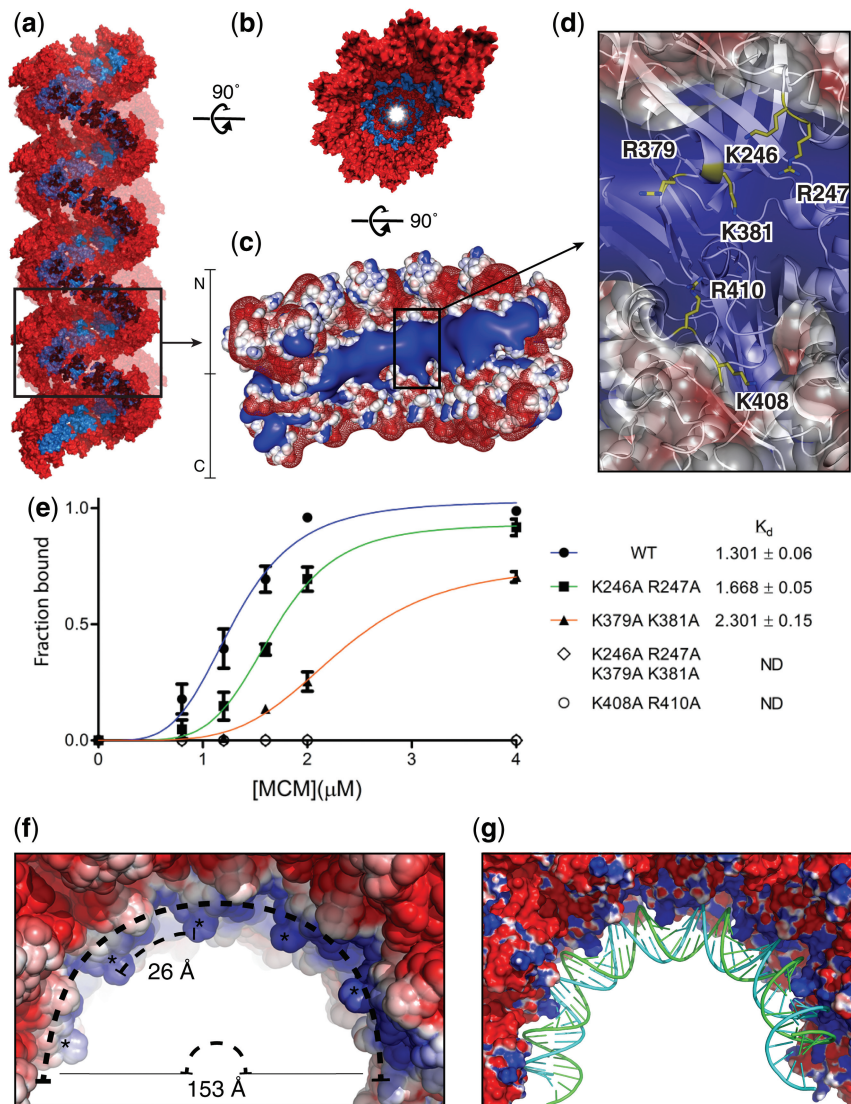 (a)
(b)
(d)
90°
R379
K246
R247
90°
(c)
K381
N
R410
C
K408
(e)
1.0
0.5
0.0
Fraction bound
0
1
2
3
4
[MCM](μM)
K_d
WT 1.301 ± 0.06
K246A R247A 1.668 ± 0.05
K379A K381A 2.301 ± 0.15
K246A R247A
K379A K381A ND
K408A R410A ND
(f)
(g)
* * * * *
26 Å
153 Å